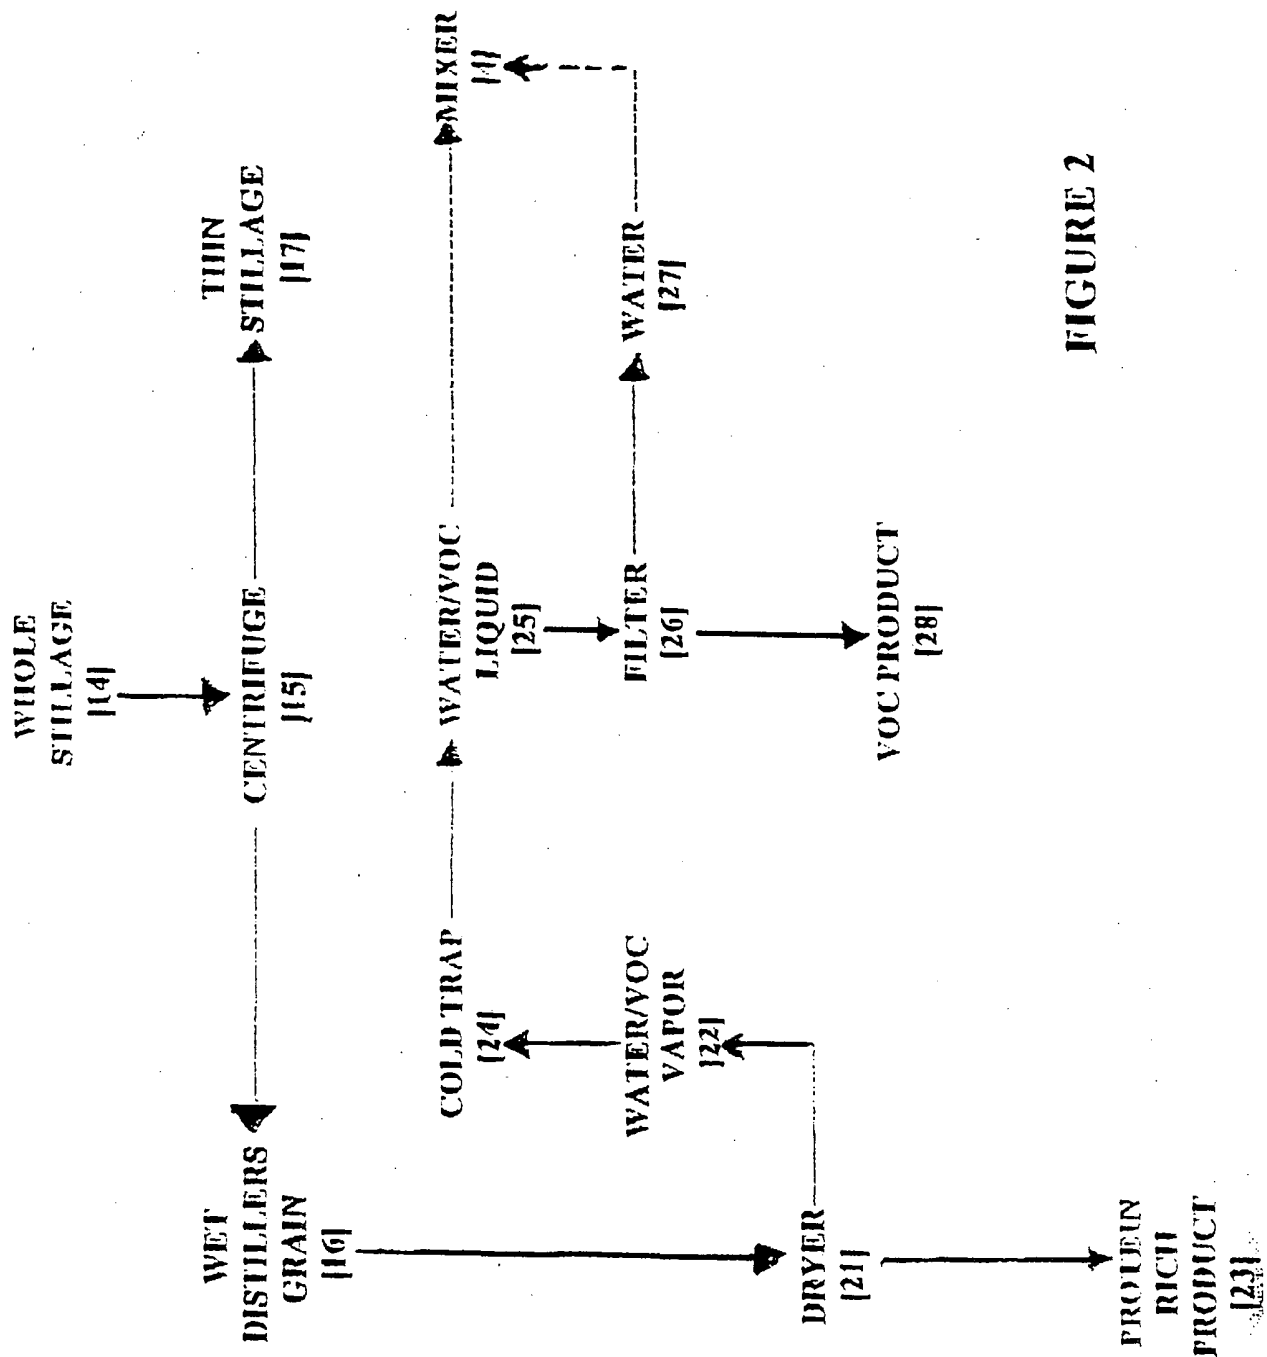 WHOLE
STILLAGE
[14]
CENTRIFUGE
[15]
THIN
STILLAGE
[17]
WET
DISTILLERS
GRAIN
[16]
COLD TRAP
[24]
WATER/VOC
LIQUID
[25]
MIXER
[4]
WATER/VOC
VAPOR
[22]
FILTER
[26]
WATER
[27]
DRYER
[21]
VOC PRODUCT
[28]
PROTEIN
RICH
PRODUCT
[23]
FIGURE 2